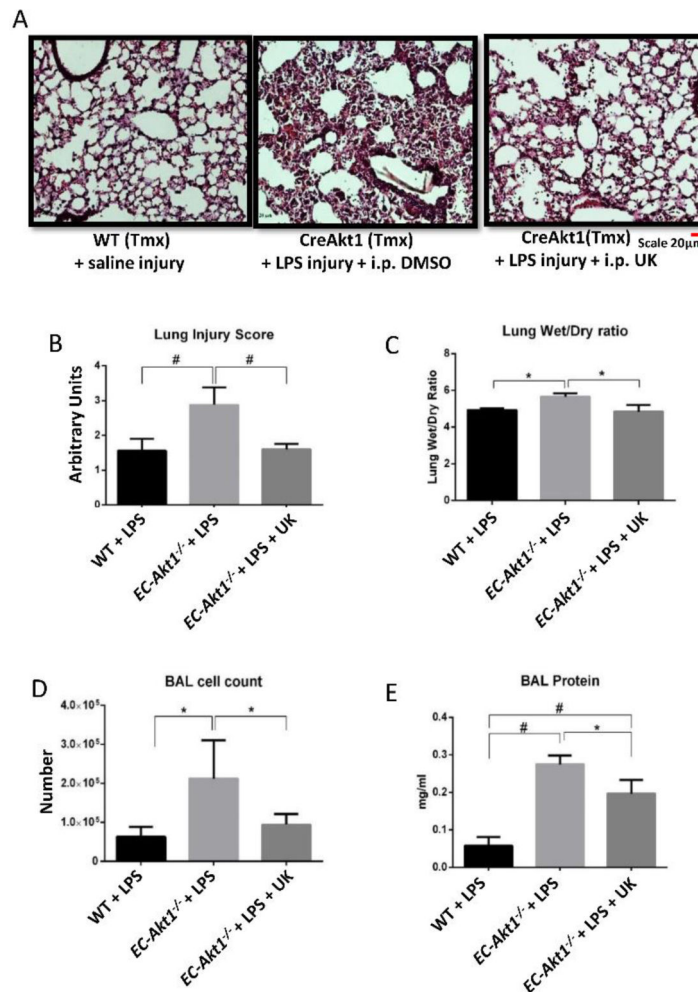 A
WT (Tmx)
+ saline injury
CreAkt1 (Tmx)
+ LPS injury + i.p. DMSO
CreAkt1(Tmx)
+ LPS injury + i.p. UK
Scale 20µm
B
Lung Injury Score
Arbitrary Units
4
3
2
1
0
#
#
WT + LPS
EC-Akt1-/- + LPS
EC-Akt1-/- + LPS + UK
C
Lung Wet/Dry ratio
Lung Wet/Dry Ratio
8
6
4
2
0
*
*
WT + LPS
EC-Akt1-/- + LPS
EC-Akt1-/- + LPS + UK
D
BAL cell count
Number
4.0×10⁵
3.0×10⁵
2.0×10⁵
1.0×10⁵
0
*
*
WT + LPS
EC-Akt1-/- + LPS
EC-Akt1-/- + LPS + UK
E
BAL Protein
mg/ml
0.4
0.3
0.2
0.1
0.0
#
#
*
WT + LPS
EC-Akt1-/- + LPS
EC-Akt1-/- + LPS + UK